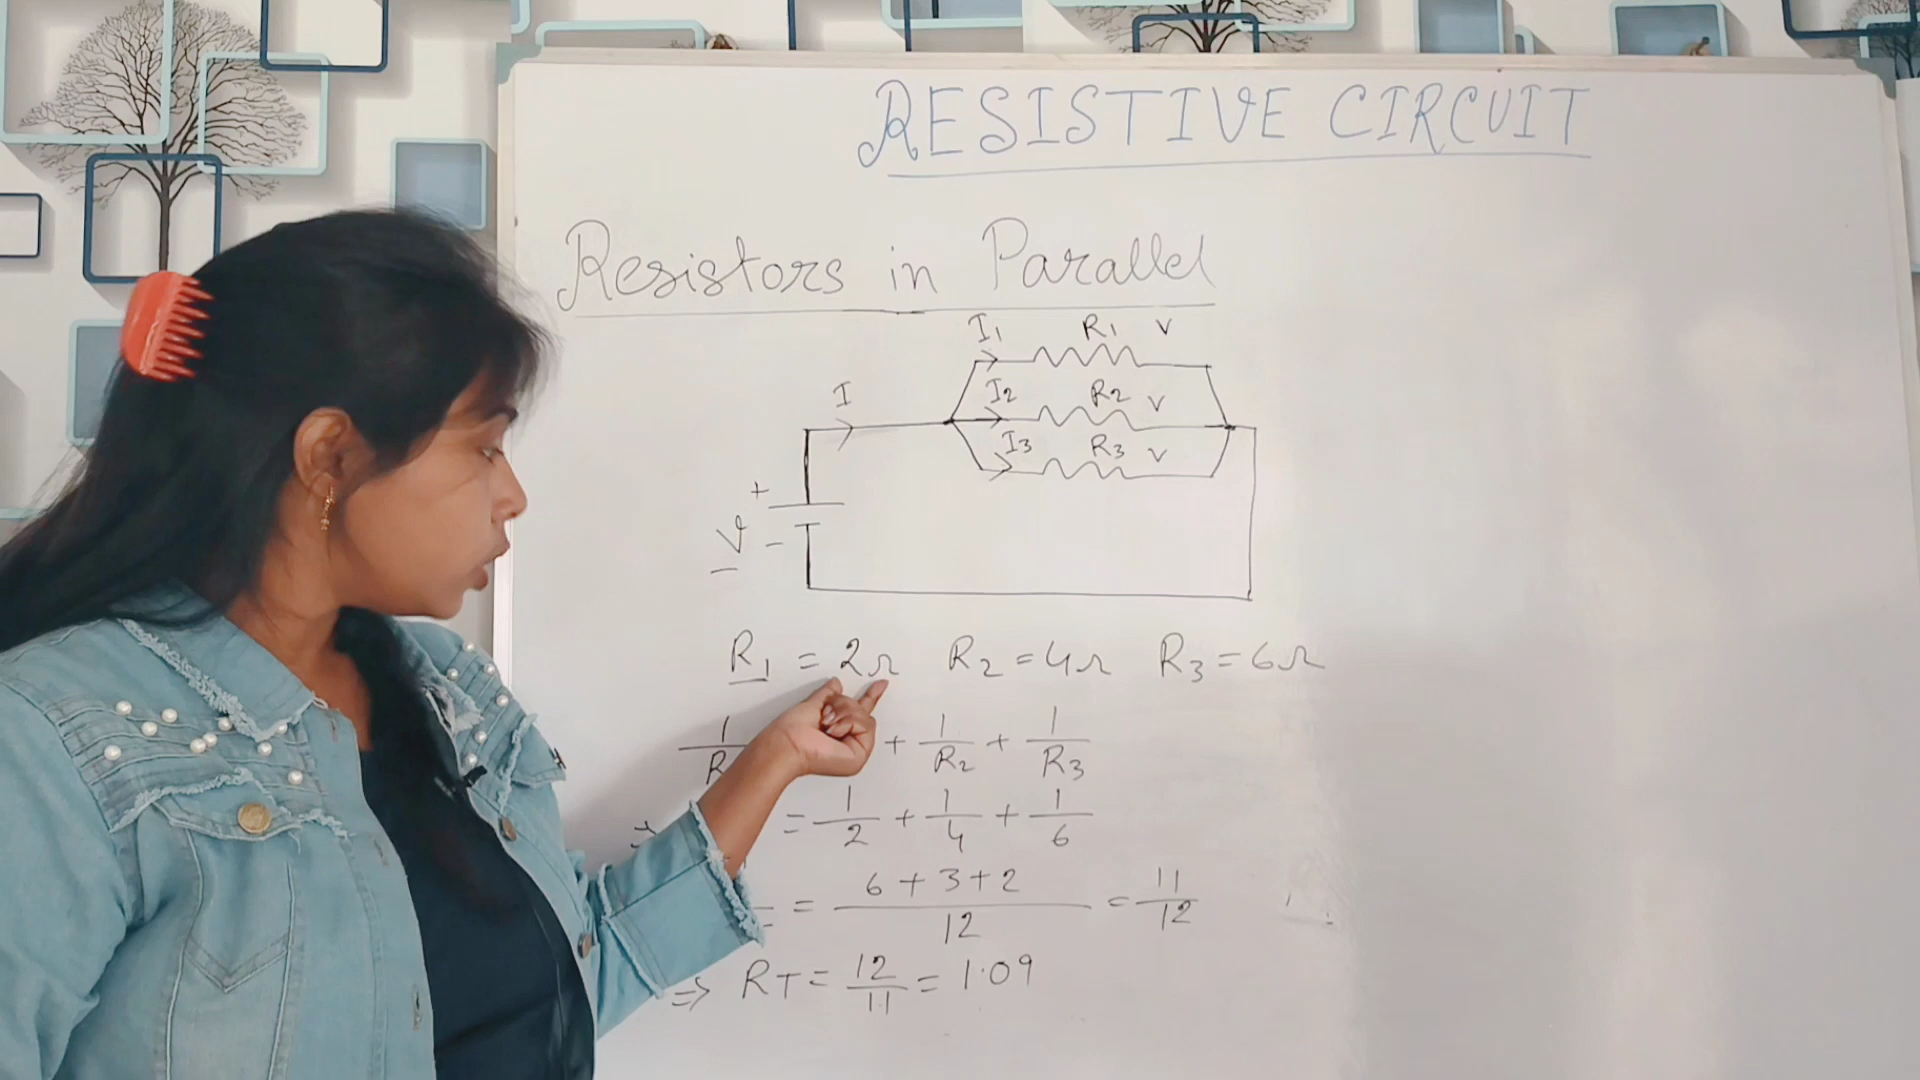 RESISTIVE CIRCUIT
Resistors in Parallel
I1 R1 V
I I2 R2 V
I3 R3 V
+
V -
R1 = 2Ω R2 = 4Ω R3 = 6Ω
1/R + 1/R2 + 1/R3
= 1/2 + 1/4 + 1/6
= 6+3+2/12 = 11/12
⇒ RT = 12/11 = 1.09